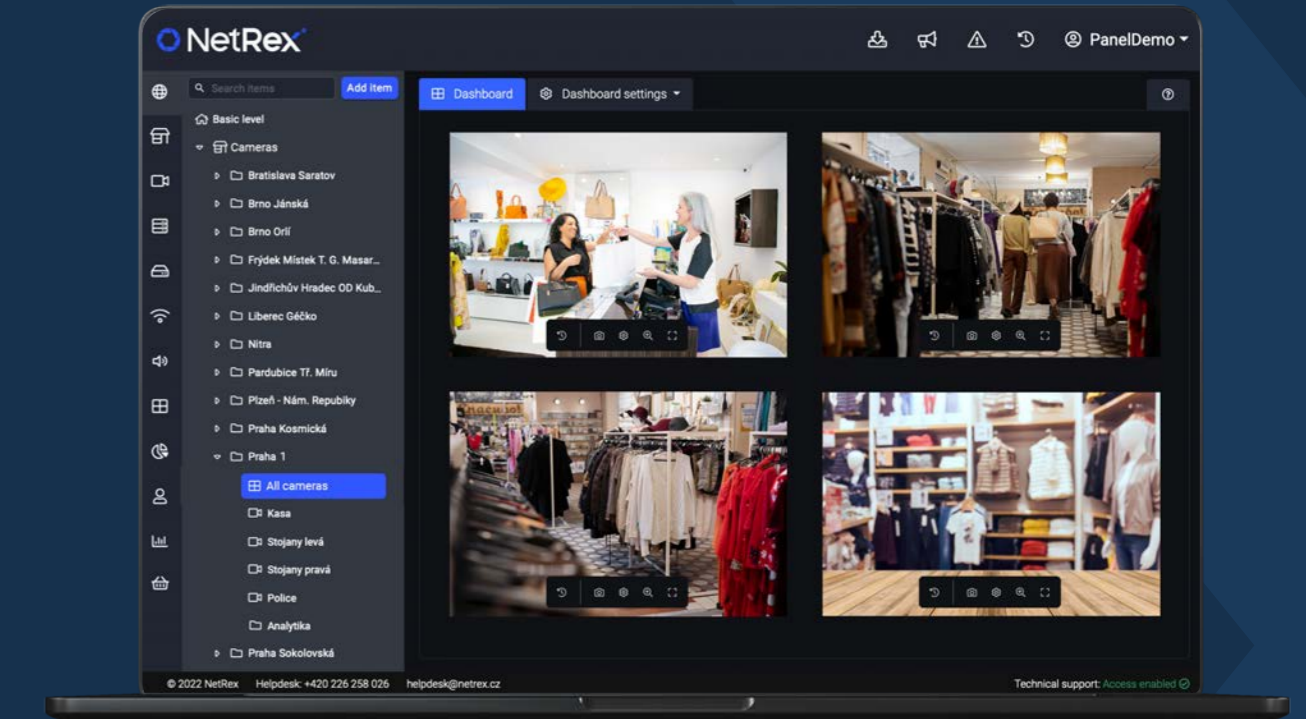 NetRex
PanelDemo
Search items
Add item
Dashboard
Dashboard settings
Basic level
Cameras
Bratislava Saratov
Brno Jánská
Brno Orlí
Frýdek Místek T. G. Masar...
Jindřichův Hradec OD Kub...
Liberec Géčko
Nitra
Pardubice Tř. Míru
Plzeň - Nám. Repubiky
Praha Kosmická
Praha 1
All cameras
Kasa
Stojany levá
Stojany pravá
Police
Analytika
Praha Sokolovská
© 2022 NetRex Helpdesk: +420 226 258 026 helpdesk@netrex.cz
Technical support: Access enabled